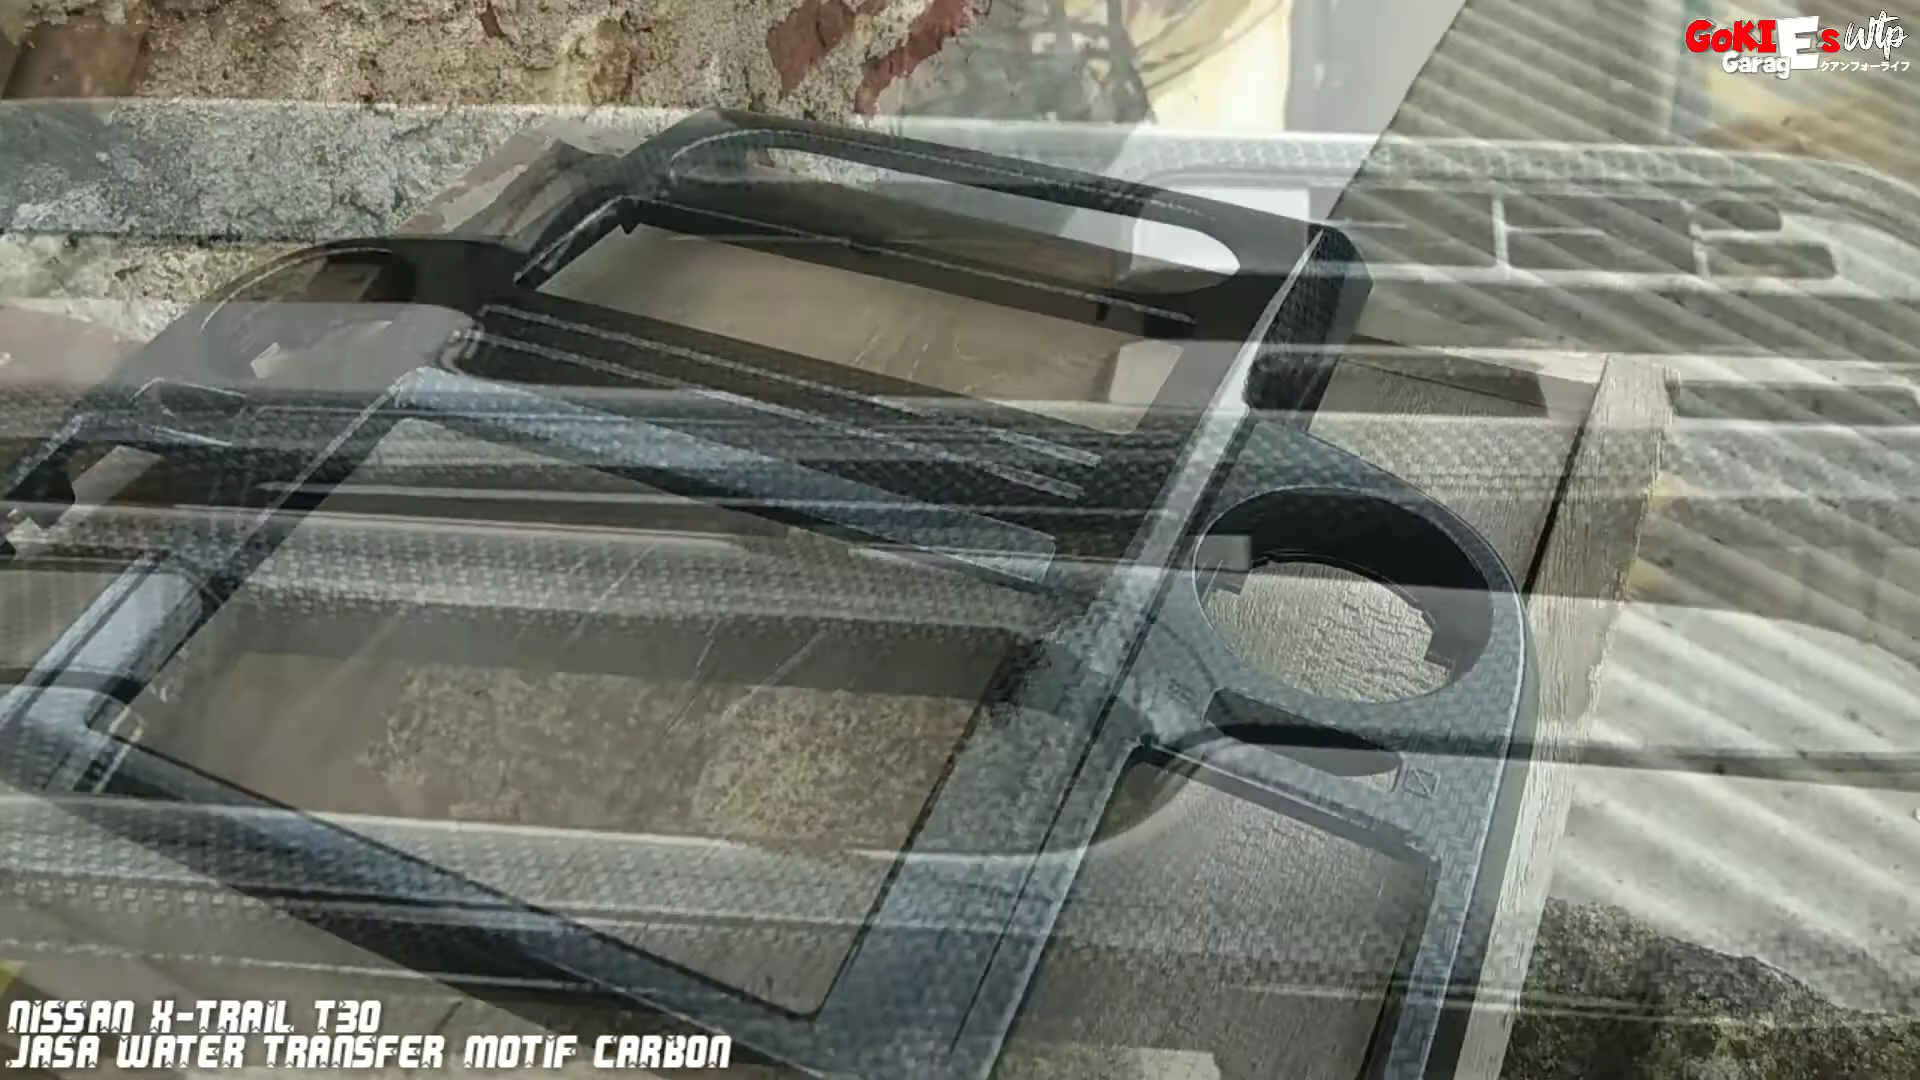 GoKIEs wtp
Garage クアンフォーライフ
NISSAN X-TRAIL T30
JASA WATER TRANSFER MOTIF CARBON